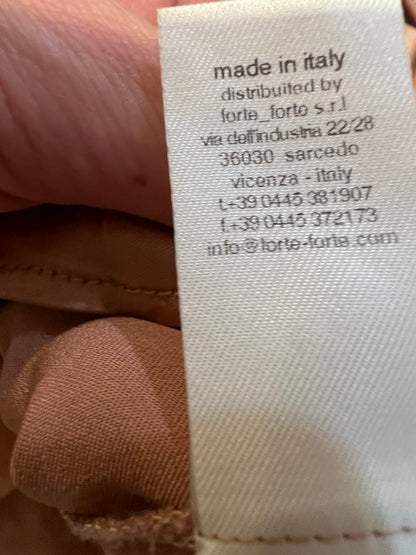 made in italy
distribuited by
forte_forte s.r.l
via dell'industria 22/28
36030 sarcedo
vicenza - italy
t.+39 0445 381907
f.+39 0445 372173
info@forte-forte.com